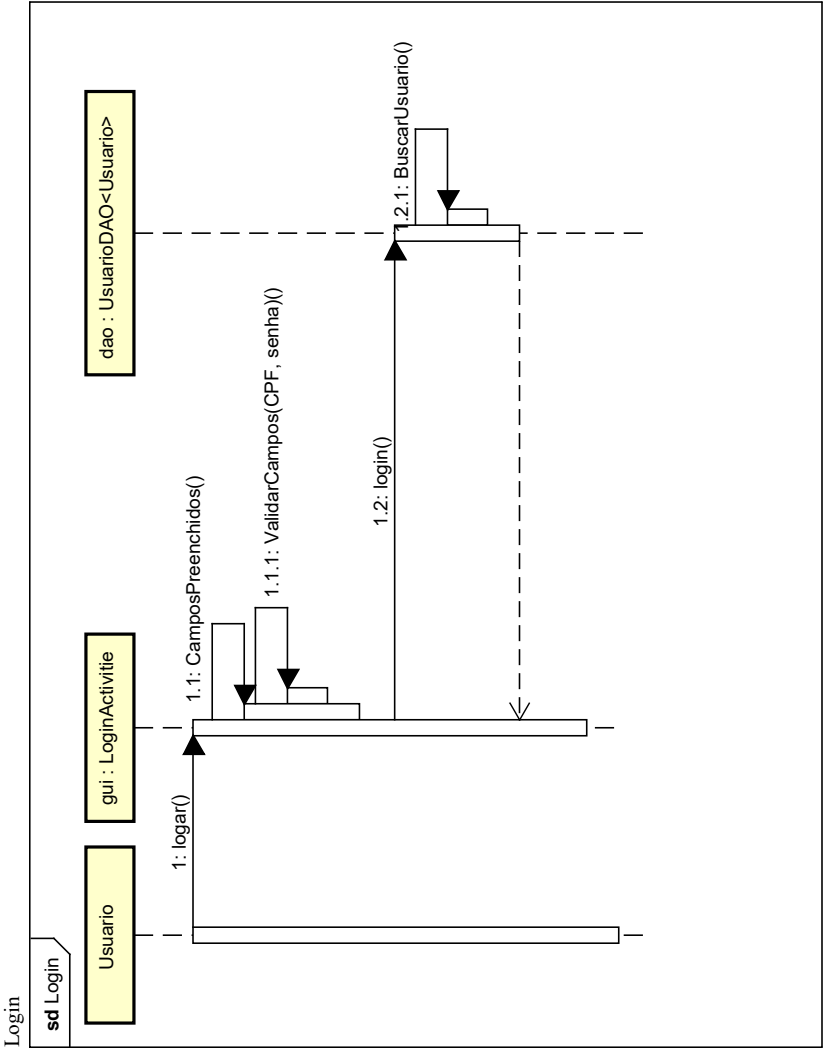 Login
sd Login
Usuario
gui : LoginActivitie
dao : UsuarioDAO<Usuario>
1: logar()
1.1: CamposPreenchidos()
1.1.1: ValidarCampos(CPF, senha)()
1.2: login()
1.2.1: BuscarUsuario()